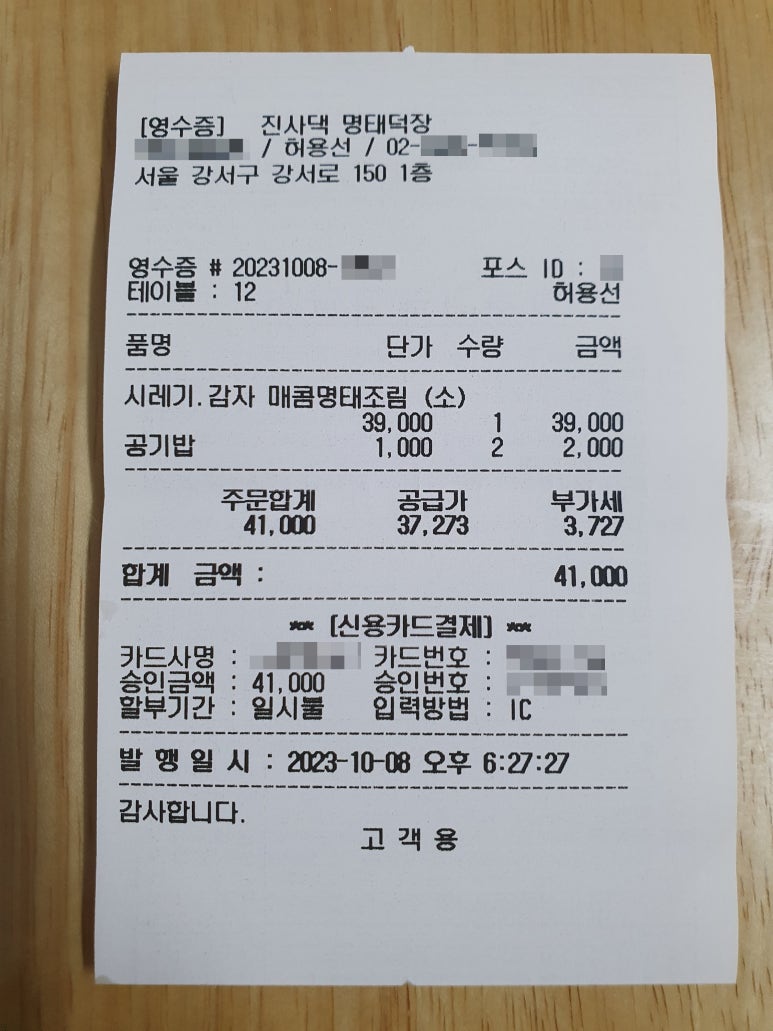 [영수증] 진사댁 명태덕장
/ 허용선 / 02-
서울 강서구 강서로 150 1층
영수증 # 20231008-
포스 ID :
테이블 : 12
허용선
품명 단가 수량 금액
시레기.감자 매콤명태조림 (소)
39,000 1 39,000
공기밥 1,000 2 2,000
주문합계 공급가 부가세
41,000 37,273 3,727
합계 금액 : 41,000
** [신용카드결제] **
카드사명 : 카드번호 :
승인금액 : 41,000 승인번호 :
할부기간 : 일시불 입력방법 : IC
발 행 일 시 : 2023-10-08 오후 6:27:27
감사합니다.
고 객 용